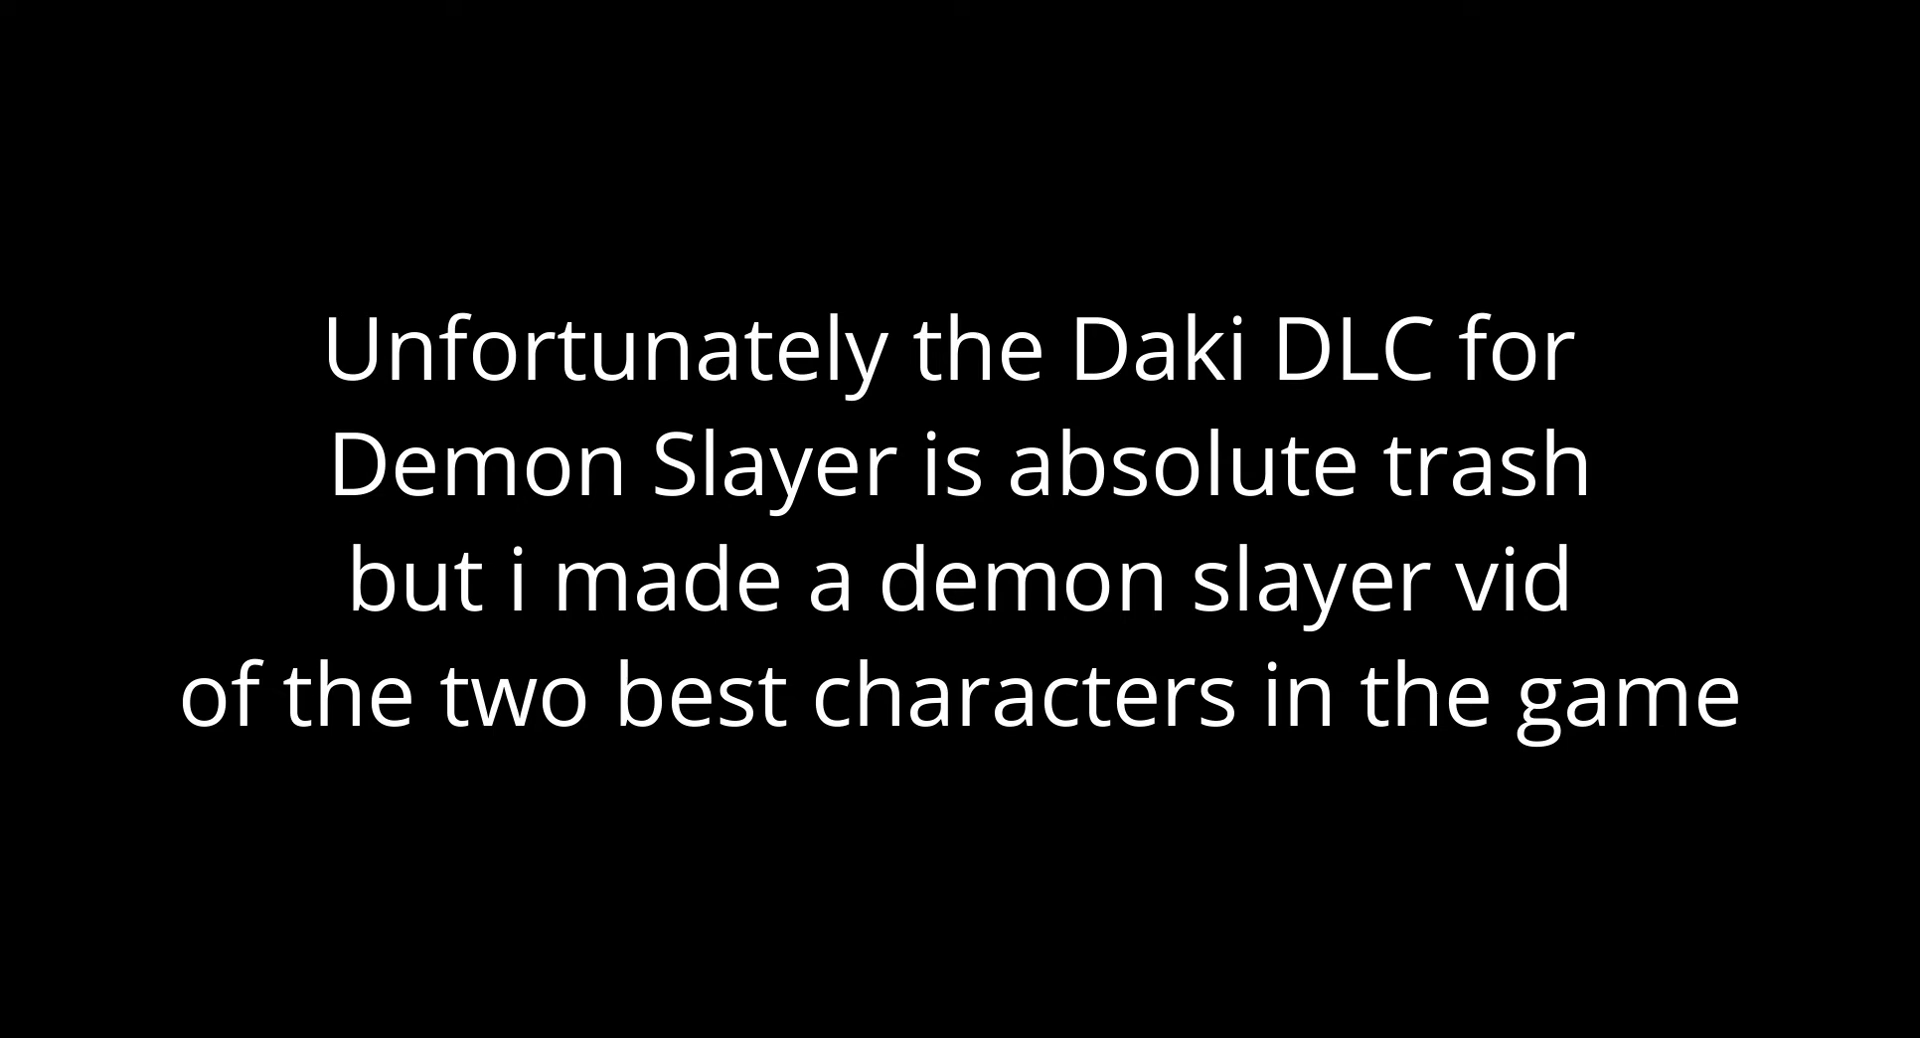 Unfortunately the Daki DLC for
Demon Slayer is absolute trash
but i made a demon slayer vid
of the two best characters in the game